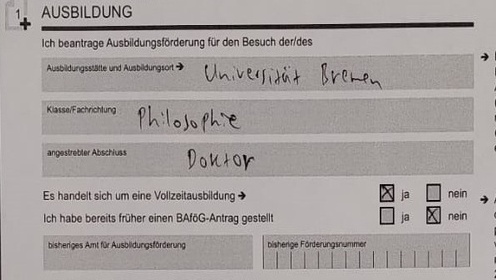 1 AUSBILDUNG
Ich beantrage Ausbildungsförderung für den Besuch der/des
Ausbildungsstätte und Ausbildungsort → Universität Bremen
Klasse/Fachrichtung Philosophie
angestrebter Abschluss Doktor
Es handelt sich um eine Vollzeitausbildung → ☒ ja ☐ nein
Ich habe bereits früher einen BAföG-Antrag gestellt ☐ ja ☒ nein
bisheriges Amt für Ausbildungsförderung bisherige Förderungsnummer